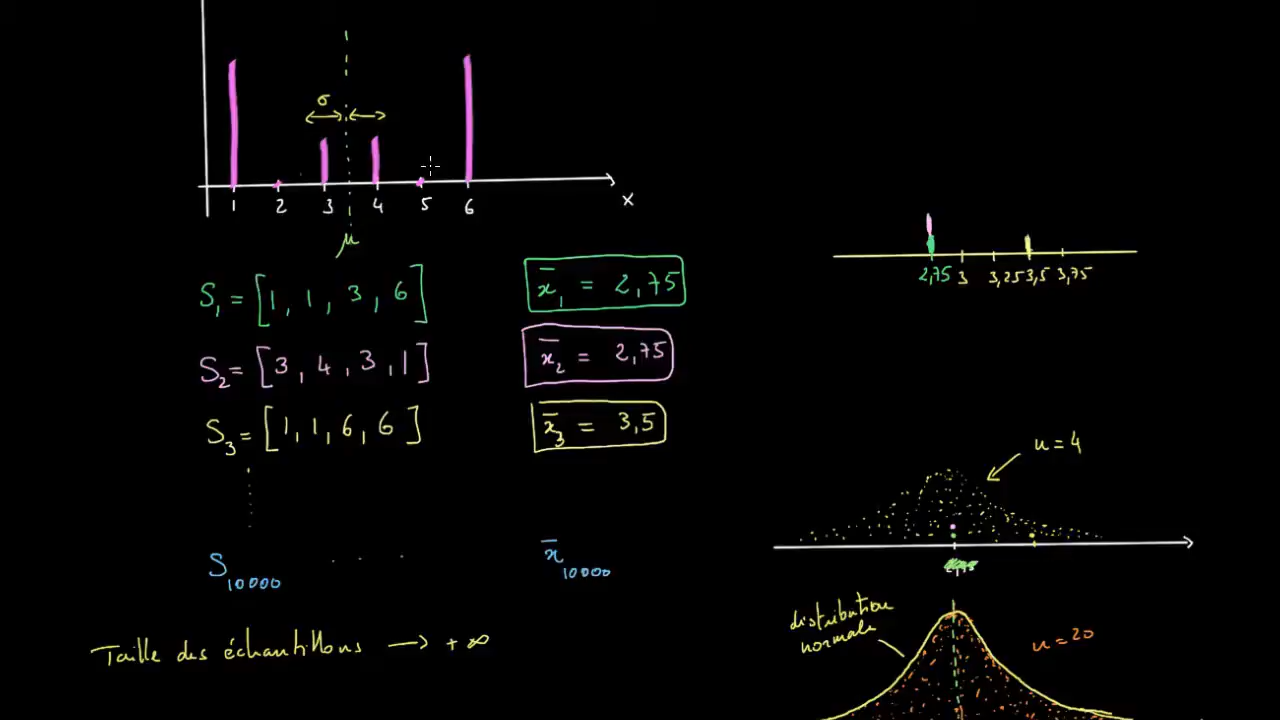 σ
1 2 3 4 5 6 x
μ
S₁ = [1, 1, 3, 6]
x̄₁ = 2,75
S₂ = [3, 4, 3, 1]
x̄₂ = 2,75
S₃ = [1, 1, 6, 6]
x̄₃ = 3,5
S₁₀₀₀₀ . . . x̄₁₀₀₀₀
Taille des échantillons → +∞
2,75 3 3,25 3,5 3,75
n = 4
distribution
normale
n = 20